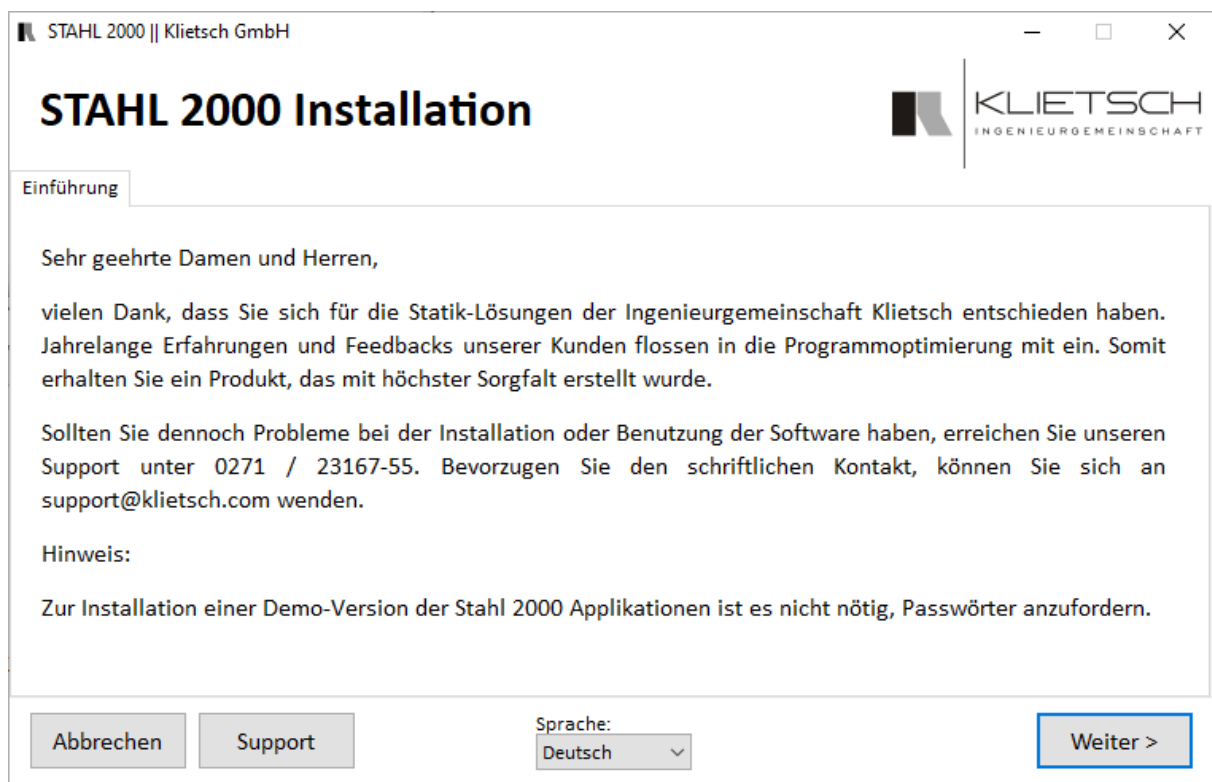 STAHL 2000 || Klietsch GmbH
STAHL 2000 Installation
KLIETSCH
INGENIEURGEMEINSCHAFT
Einführung
Sehr geehrte Damen und Herren,
vielen Dank, dass Sie sich für die Statik-Lösungen der Ingenieurgemeinschaft Klietsch entschieden haben.
Jahrelange Erfahrungen und Feedbacks unserer Kunden flossen in die Programmoptimierung mit ein. Somit
erhalten Sie ein Produkt, das mit höchster Sorgfalt erstellt wurde.
Sollten Sie dennoch Probleme bei der Installation oder Benutzung der Software haben, erreichen Sie unseren
Support unter 0271 / 23167-55. Bevorzugen Sie den schriftlichen Kontakt, können Sie sich an
support@klietsch.com wenden.
Hinweis:
Zur Installation einer Demo-Version der Stahl 2000 Applikationen ist es nicht nötig, Passwörter anzufordern.
Abbrechen
Support
Sprache:
Deutsch
Weiter >